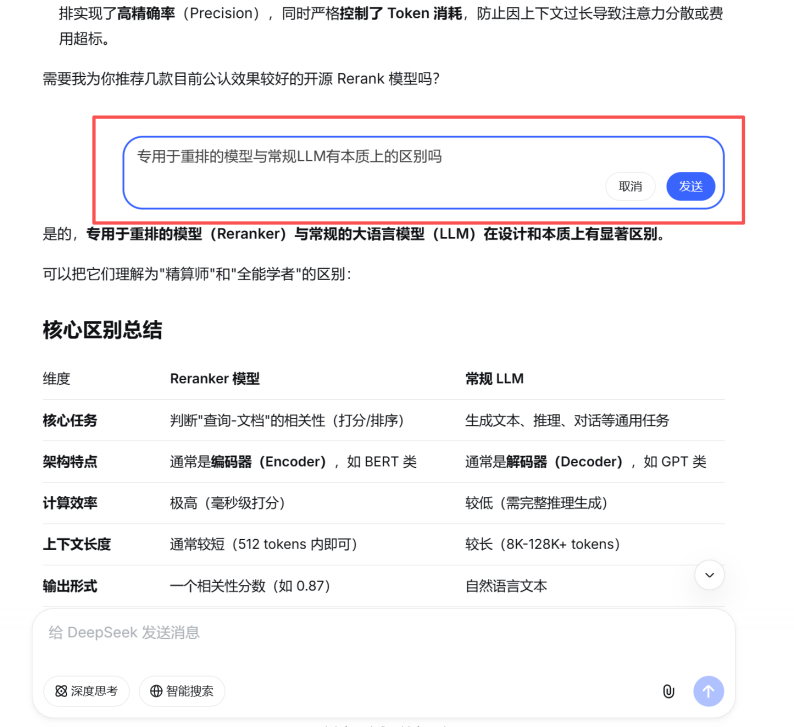 排实现了高精确率（Precision），同时严格控制了 Token 消耗，防止因上下文过长导致注意力分散或费
用超标。
需要我为你推荐几款目前公认效果较好的开源 Rerank 模型吗？
专用于重排的模型与常规LLM有本质上的区别吗
取消
发送
是的，专用于重排的模型（Reranker）与常规的大语言模型（LLM）在设计和本质上有显著区别。
可以把它们理解为"精算师"和"全能学者"的区别：
核心区别总结
维度 Reranker 模型 常规 LLM
核心任务 判断"查询-文档"的相关性（打分/排序） 生成文本、推理、对话等通用任务
架构特点 通常是编码器（Encoder），如 BERT 类 通常是解码器（Decoder），如 GPT 类
计算效率 极高（毫秒级打分） 较低（需完整推理生成）
上下文长度 通常较短（512 tokens 内即可） 较长（8K-128K+ tokens）
输出形式 一个相关性分数（如 0.87） 自然语言文本
给 DeepSeek 发送消息
深度思考
智能搜索